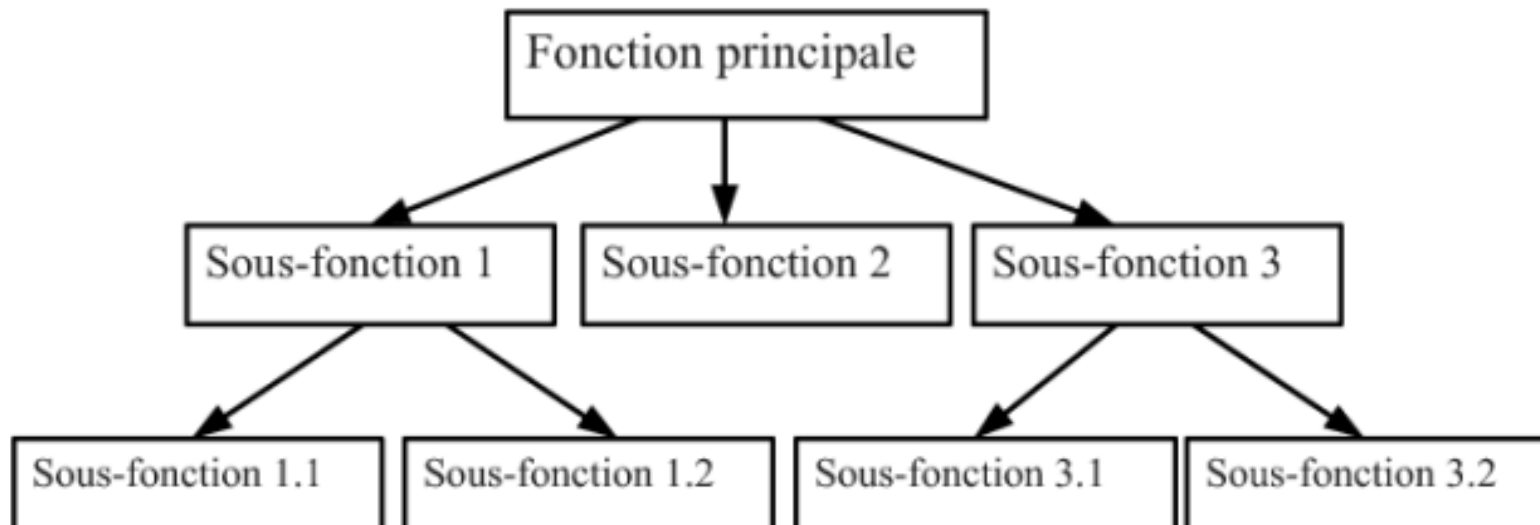 Fonction principale
Sous-fonction 1
Sous-fonction 2
Sous-fonction 3
Sous-fonction 1.1
Sous-fonction 1.2
Sous-fonction 3.1
Sous-fonction 3.2